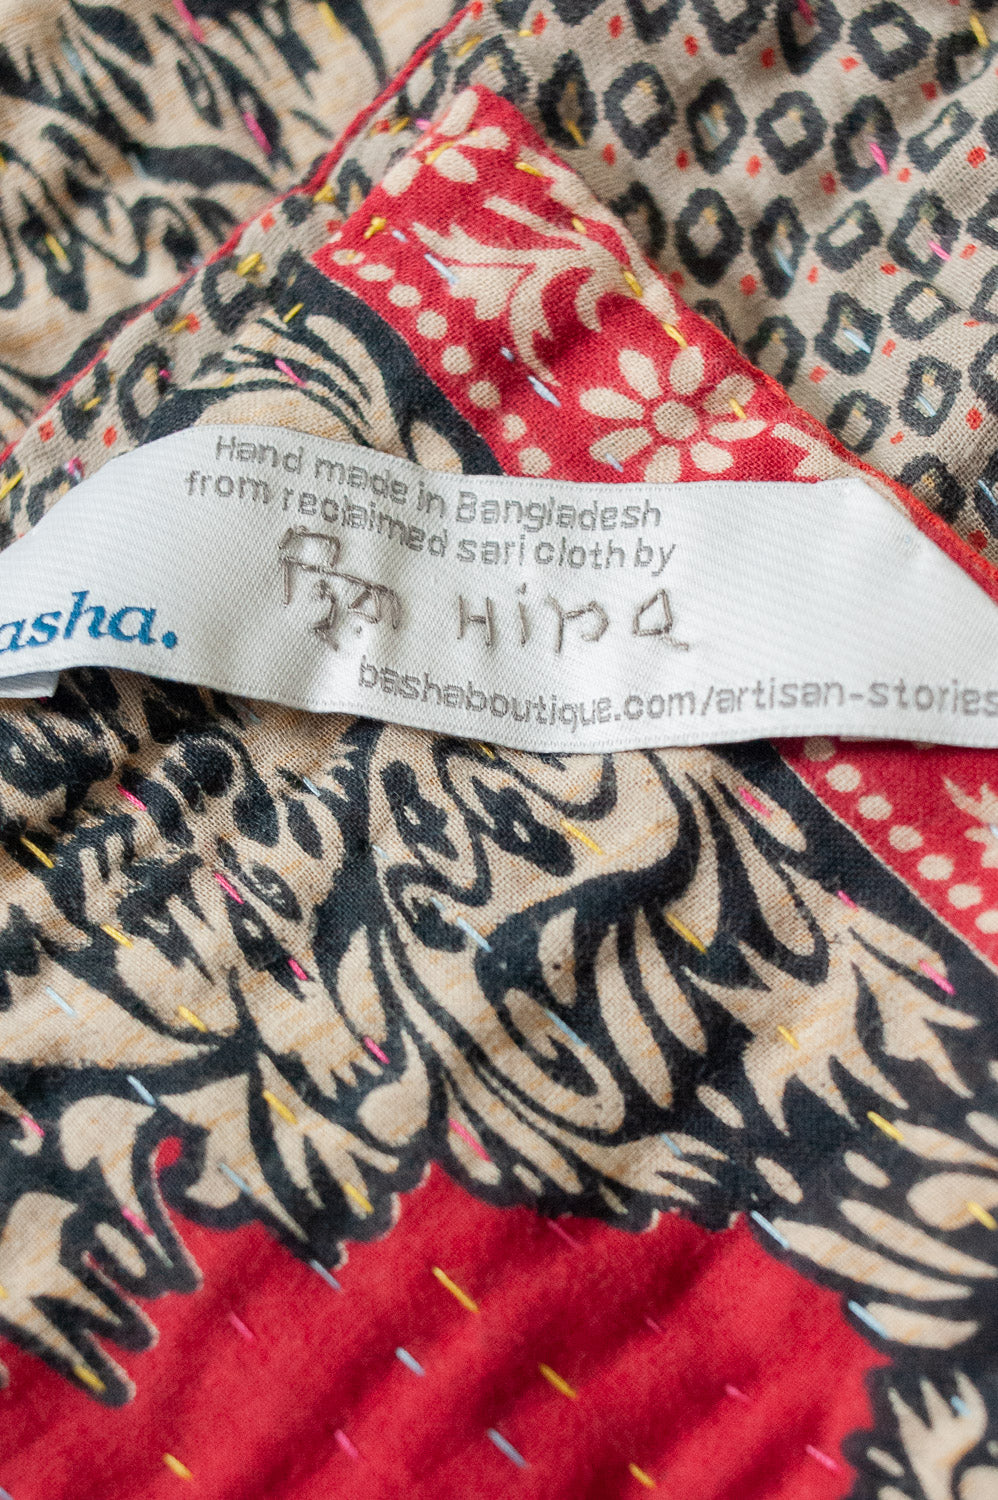 Hand made in Bangladesh
from reclaimed sari cloth by
হিরা Hira
asha.
bashaboutique.com/artisan-stories